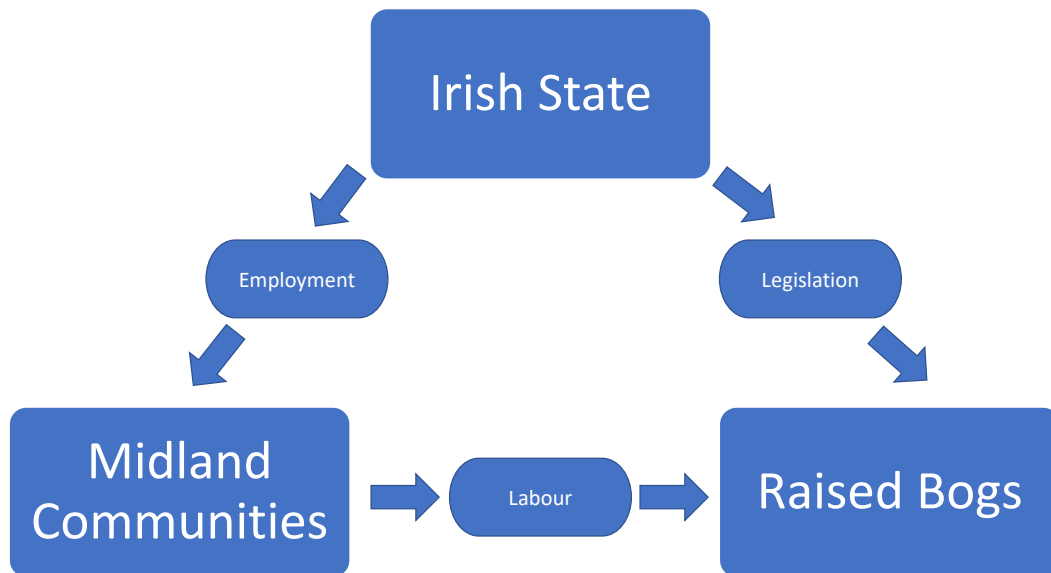 Irish State
Employment
Legislation
Midland
Communities
Labour
Raised Bogs